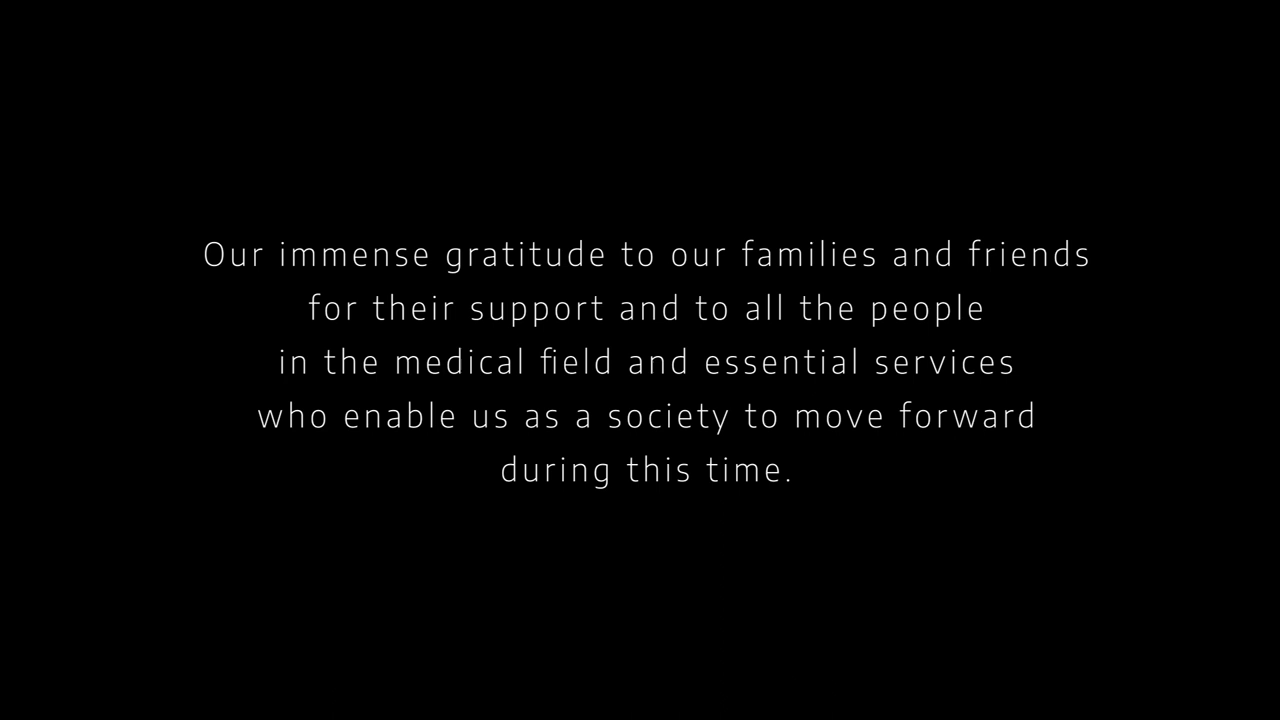 Our immense gratitude to our families and friends
for their support and to all the people
in the medical field and essential services
who enable us as a society to move forward
during this time.